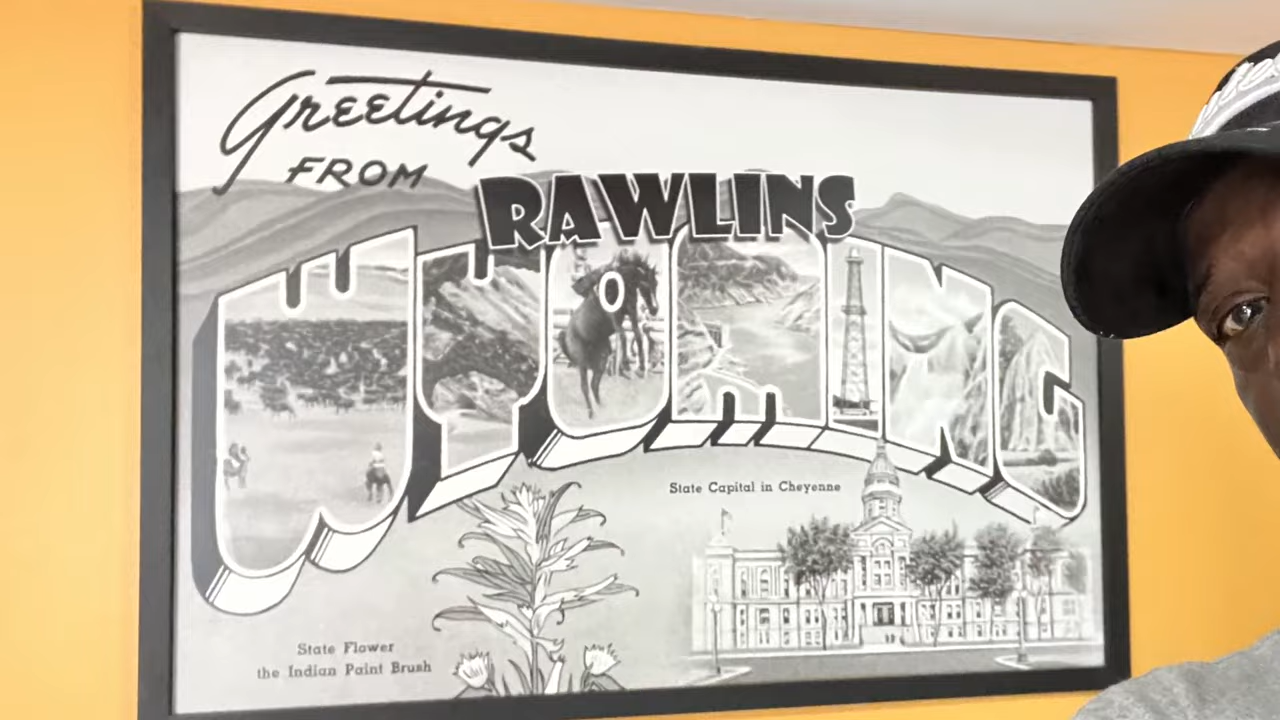 Greetings
FROM
RAWLINS
WYOMING
State Capital in Cheyenne
State Flower
the Indian Paint Brush